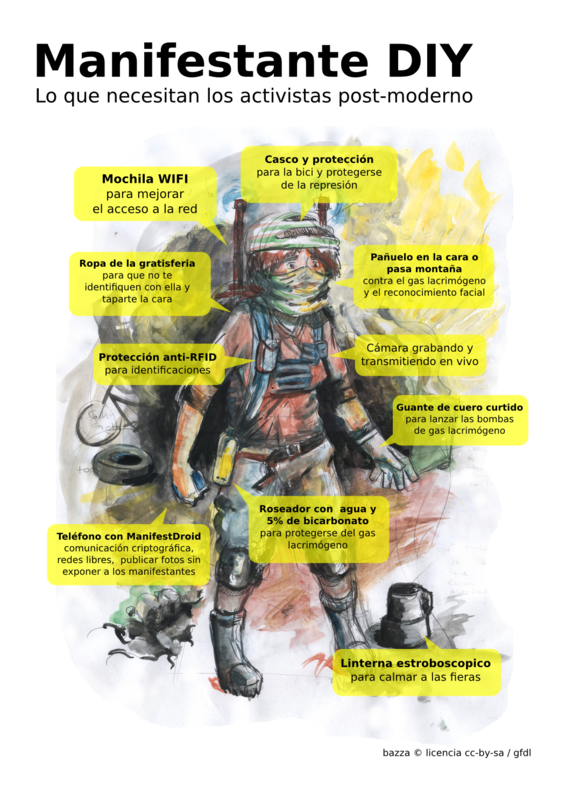 Manifestante DIY
Lo que necesitan los activistas post-moderno
Casco y protección
para la bici y protegerse
de la represión
Mochila WIFI
para mejorar
el acceso a la red
Ropa de la gratisferia
para que no te
identifiquen con ella y
taparte la cara
Pañuelo en la cara o
pasa montaña
contra el gas lacrimógeno
y el reconocimiento facial
Protección anti-RFID
para identificaciones
Cámara grabando y
transmitiendo en vivo
Guante de cuero curtido
para lanzar las bombas
de gas lacrimógeno
Roseador con  agua y
5% de bicarbonato
para protegerse del gas
lacrimógeno
Teléfono con ManifestDroid
comunicación criptográfica,
redes libres,  publicar fotos sin
exponer a los manifestantes
Linterna estroboscopico
para calmar a las fieras
bazza © licencia cc-by-sa / gfdl